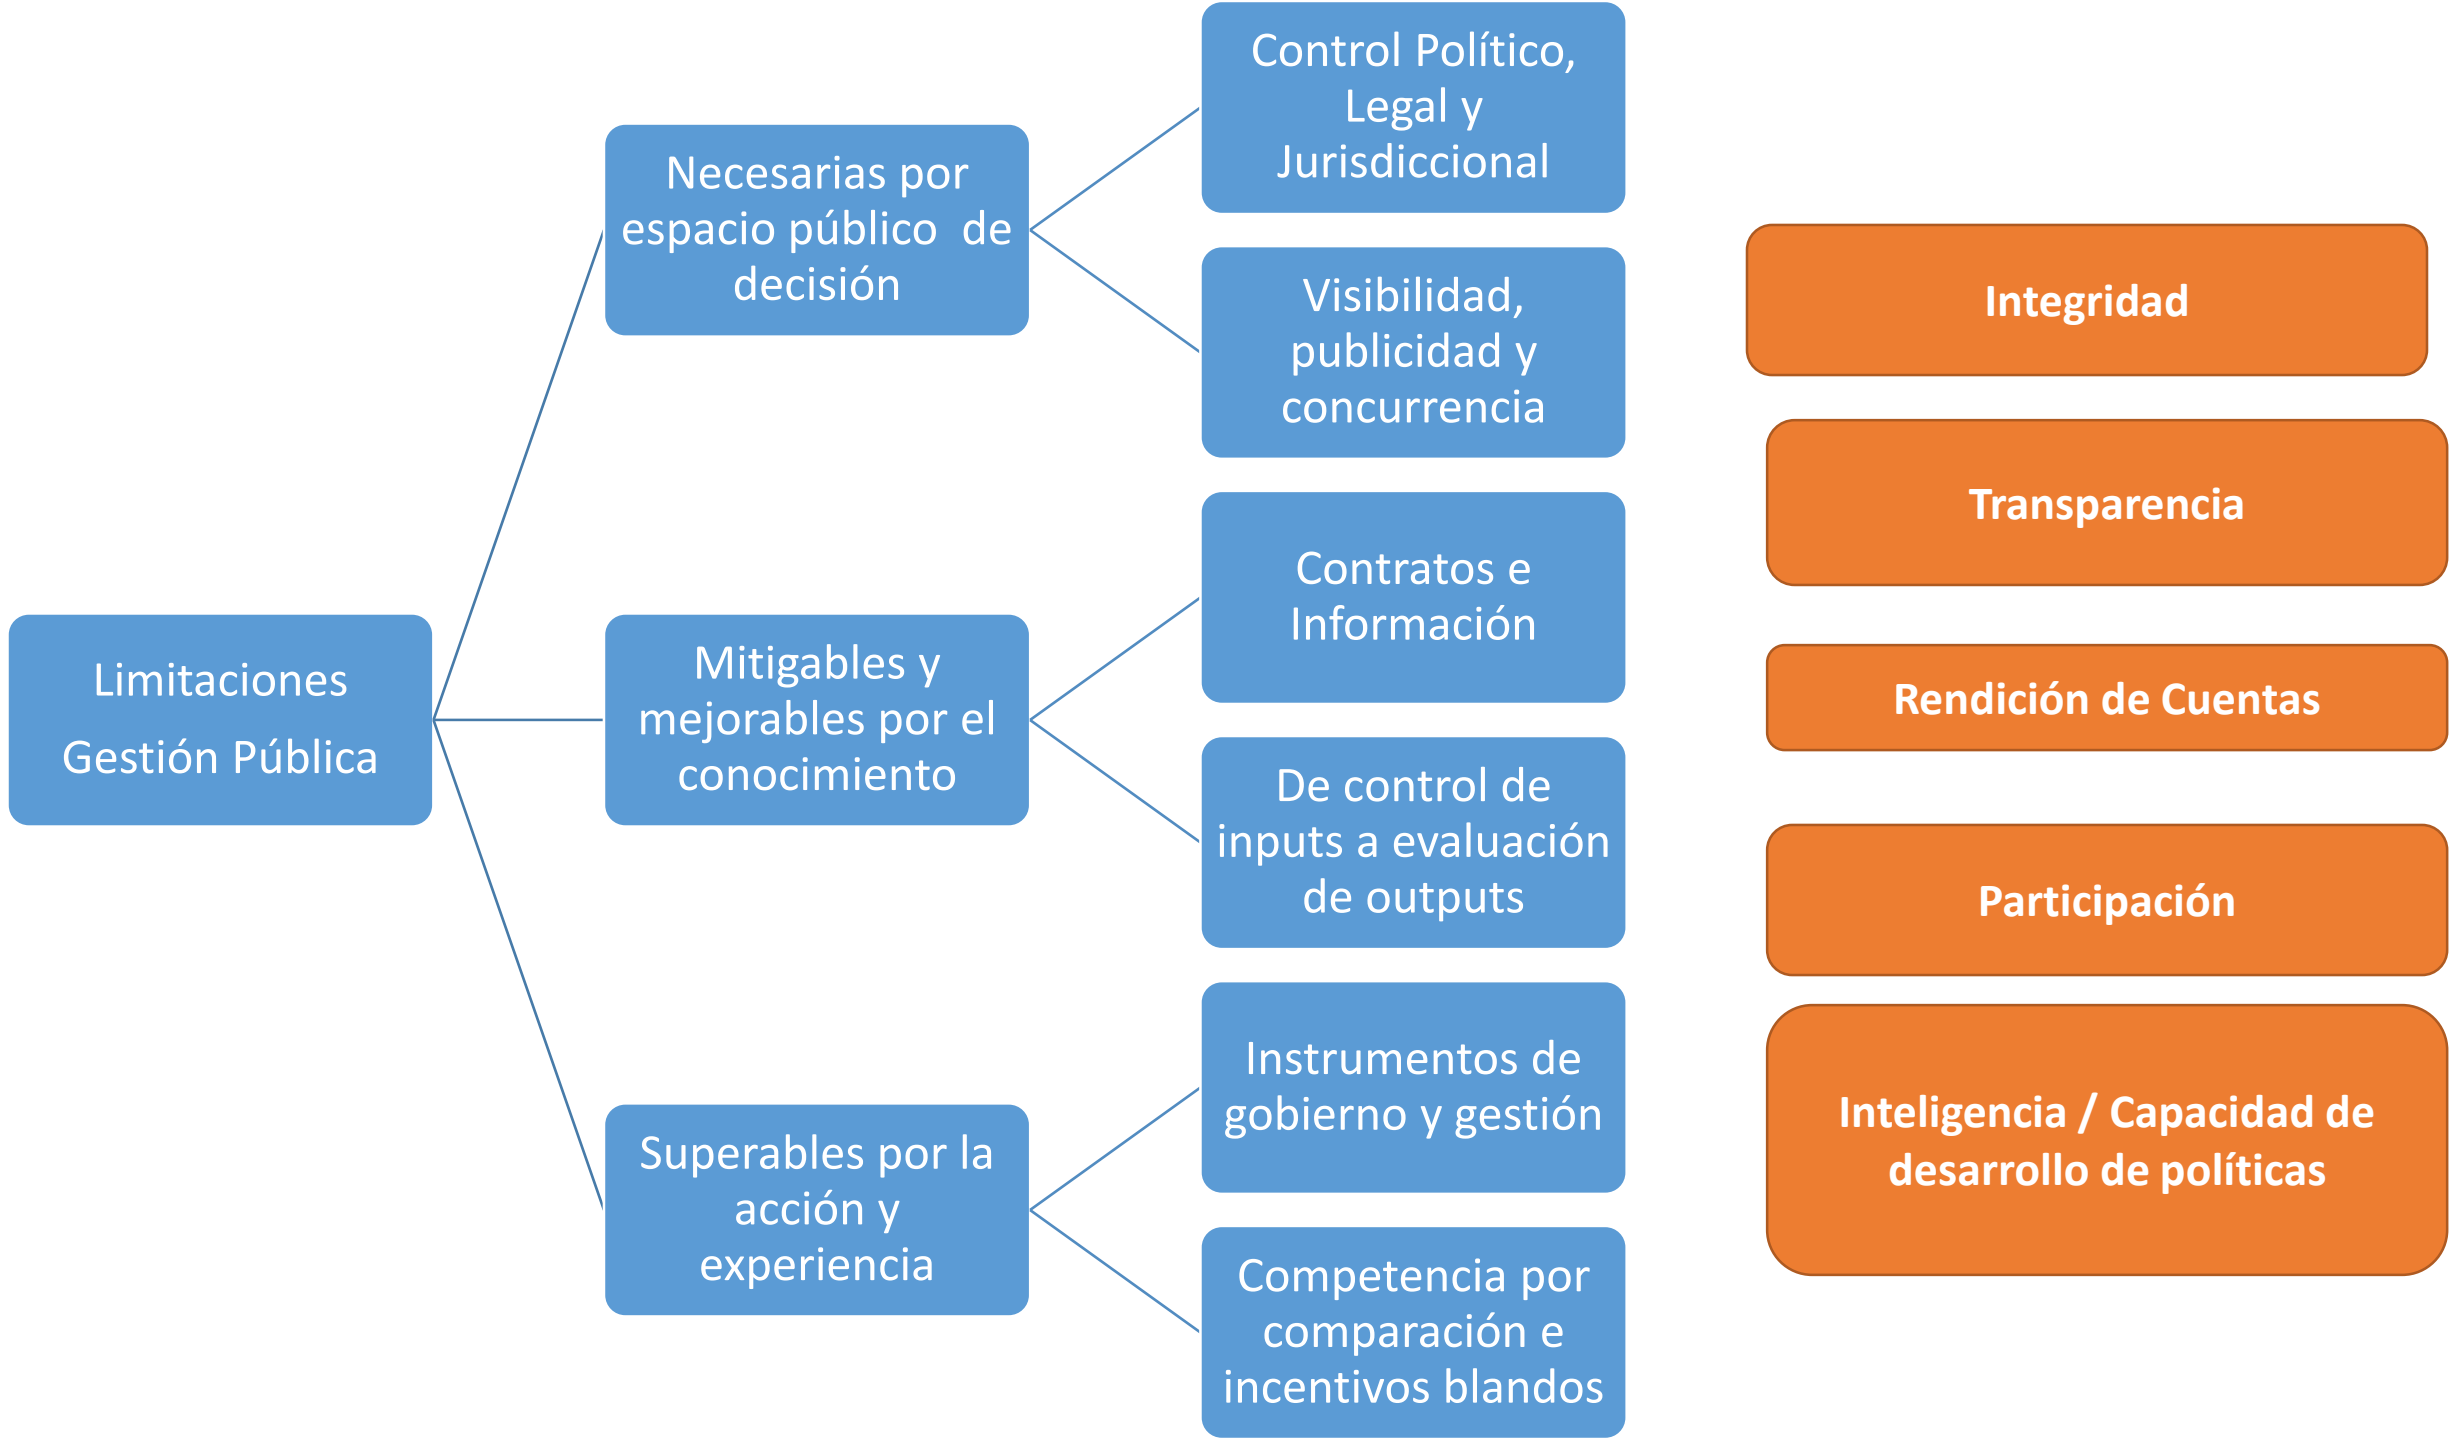 Limitaciones
Gestión Pública
Necesarias por
espacio público  de
decisión
Control Político,
Legal y
Jurisdiccional
Visibilidad,
publicidad y
concurrencia
Mitigables y
mejorables por el
conocimiento
Contratos e
Información
De control de
inputs a evaluación
de outputs
Superables por la
acción y
experiencia
Instrumentos de
gobierno y gestión
Competencia por
comparación e
incentivos blandos
Integridad
Transparencia
Rendición de Cuentas
Participación
Inteligencia / Capacidad de
desarrollo de políticas